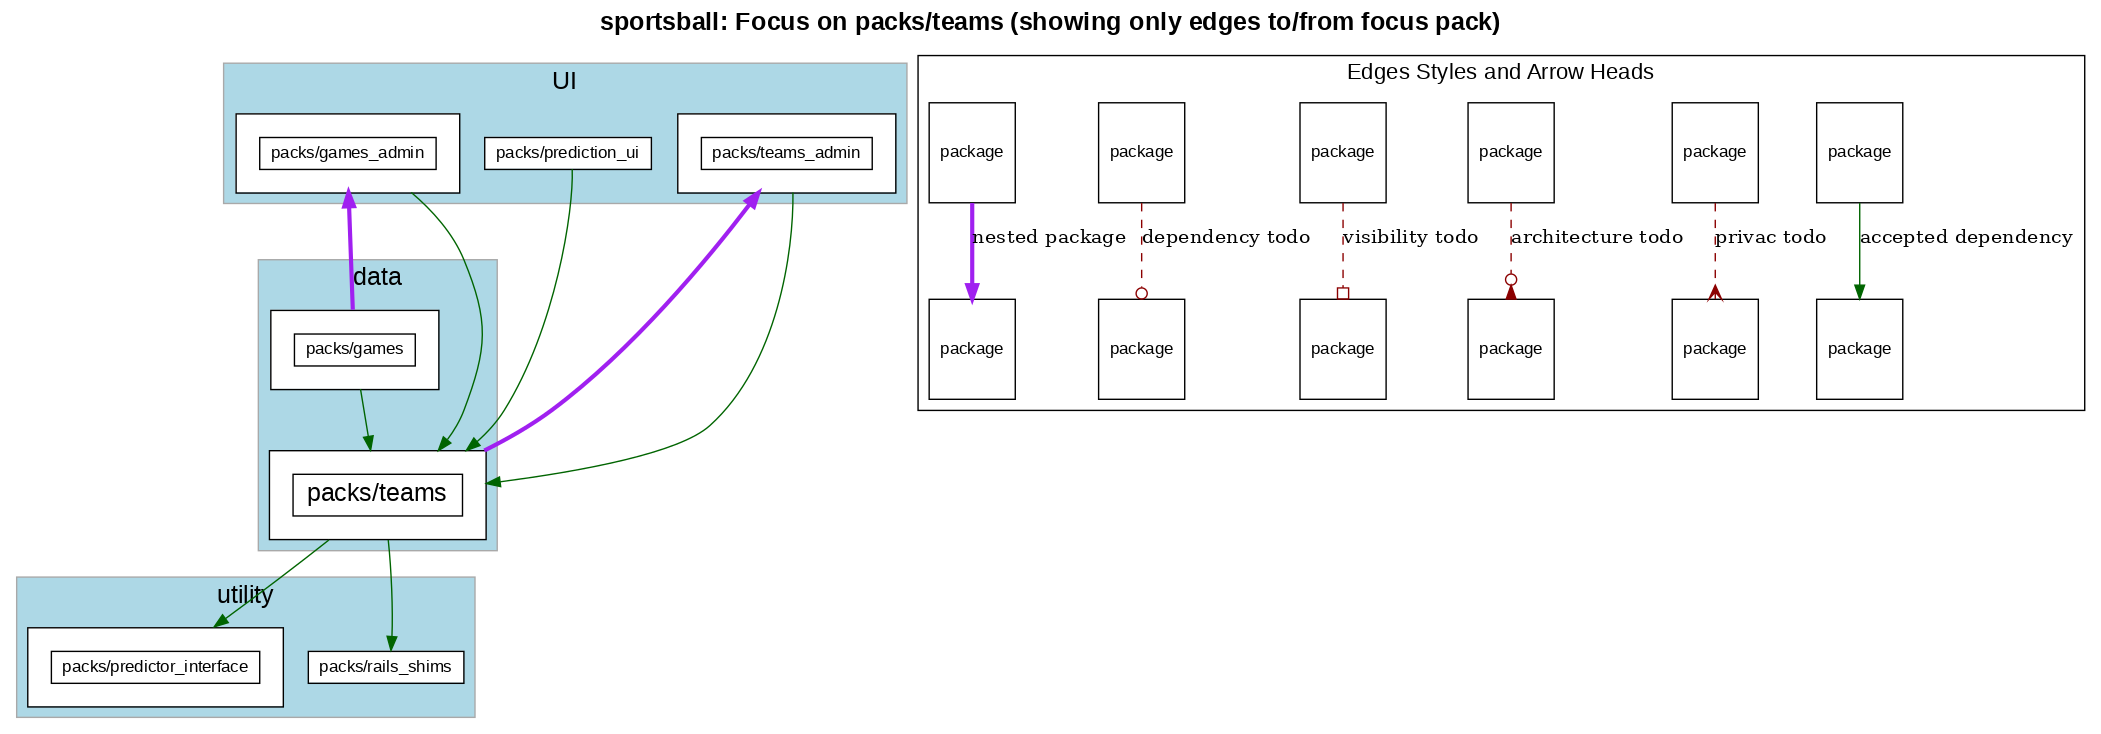 sportsball: Focus on packs/teams (showing only edges to/from focus pack)
UI
packs/games_admin
packs/prediction_ui
packs/teams_admin
data
packs/games
packs/teams
utility
packs/predictor_interface
packs/rails_shims
Edges Styles and Arrow Heads
package
package
package
package
package
package
nested package
dependency todo
visibility todo
architecture todo
privac todo
accepted dependency
package
package
package
package
package
package